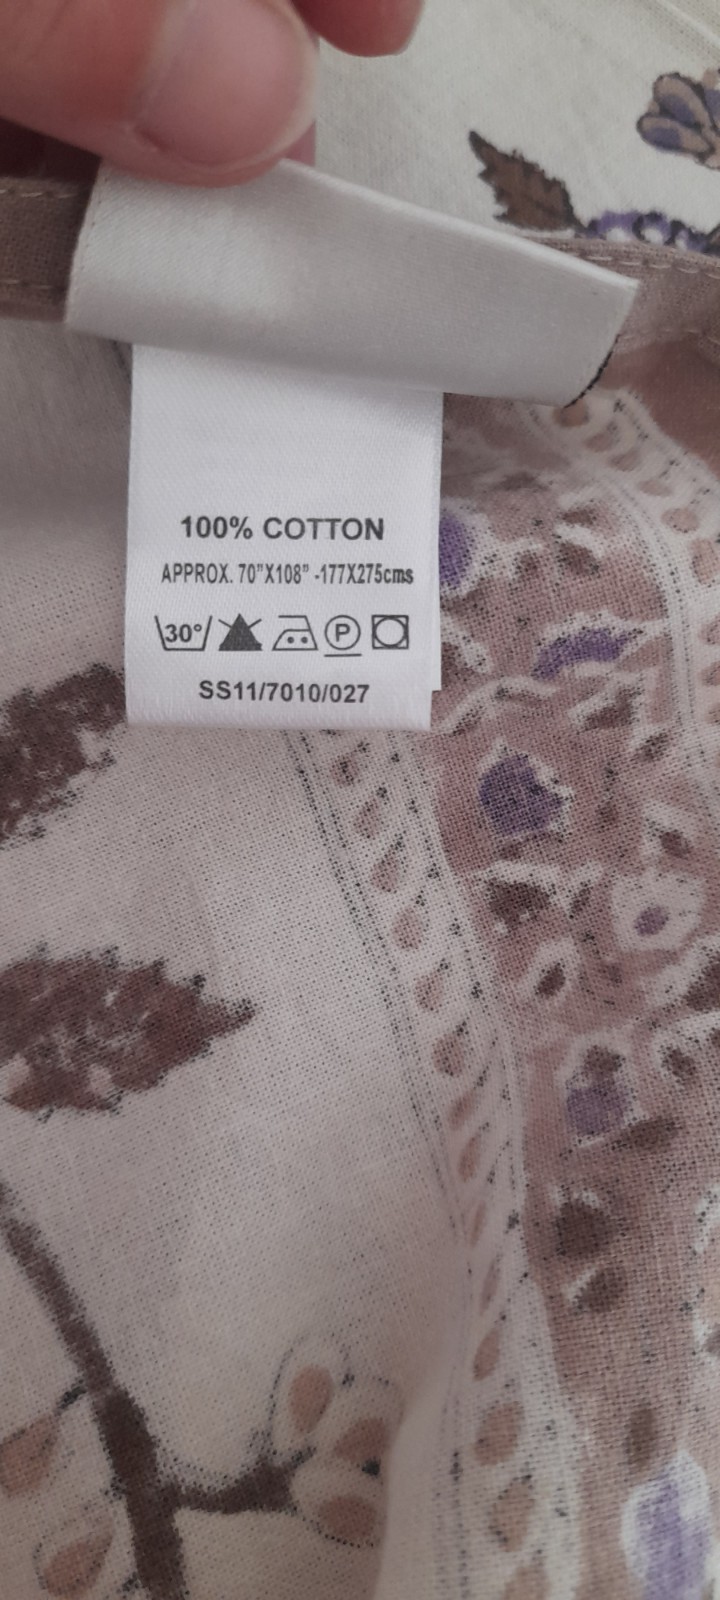 100% COTTON
APPROX. 70"X108" -177X275cms
30°
P
SS11/7010/027